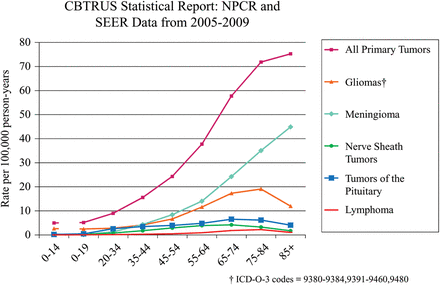 CBTRUS Statistical Report: NPCR and
SEER Data from 2005-2009
Rate per 100,000 person-years
80
70
60
50
40
30
20
10
0
0-14
0-19
20-34
35-44
45-54
55-64
65-74
75-84
85+
All Primary Tumors
Gliomas†
Meningioma
Nerve Sheath
Tumors
Tumors of the
Pituitary
Lymphoma
† ICD-O-3 codes = 9380-9384,9391-9460,9480